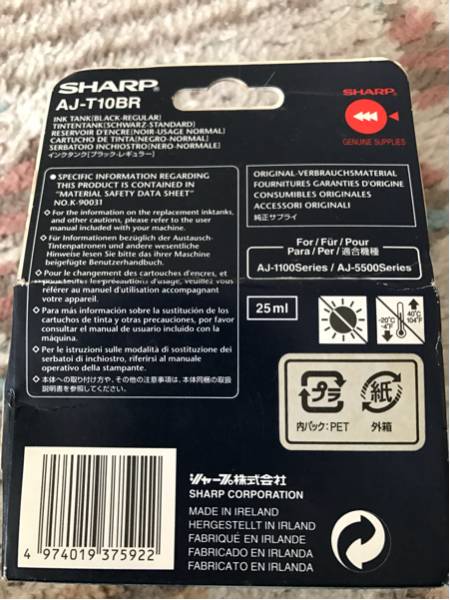 SHARP®
AJ-T10BR
INK TANK[BLACK-REGULAR]
TINTENTANK[SCHWARZ-STANDARD]
RESERVOIR D'ENCRE[NOIR-USAGE NORMAL]
CARTUCHO DE TINTA[NEGRO-NORMAL]
SERBATOIO INCHIOSTRO[NERO-NORMALE]
インクタンク[ブラック・レギュラー]
SHARP
GENUINE SUPPLIES
● SPECIFIC INFORMATION REGARDING
THIS PRODUCT IS CONTAINED IN
"MATERIAL SAFETY DATA SHEET"
NO.K-90031
◇ For the information on the replacement inktanks,
and other cautions, please refer to the user
manual included with your machine.
◇ Für Informationen bezüglich der Austausch-
Tintenpatronen und andere wesentliche
Hinweise lesen Sie bitte das Ihrer Maschine
beigefügte Benutzerhandbuch.
◇ Pour le changement des cartouches d'encres, et
précautions d'usage, veuillez vous
référer au manuel d'utilisation accompagnant
votre appareil.
◇ Para más información sobre la sustitución de los
cartuchos de tinta y otras precauciones, por favor
consultar el manual de usuario incluido con la
máquina.
◇ Per le istruzioni sulle modalità di sostituzione dei
serbatoi di inchiostro, riferirsi al manuale
operativo della stampante.
◇ 本体への取り付け方や、その他の注意事項は、本体同梱の取扱
説明書を参照してください。
ORIGINAL-VERBRAUCHSMATERIAL
FOURNITURES GARANTIES D'ORIGINE
CONSUMIBLES ORIGINALES
ACCESSORI ORIGINALI
純正サプライ
For / Für / Pour
Para / Per / 適合機種
AJ-1100Series / AJ-5500Series
25ml
40℃
104°F
-20℃
-4°F
プラ
内パック:PET
紙
外箱
4 974019 375922
シャープ株式会社
SHARP CORPORATION
MADE IN IRELAND
HERGESTELLT IN IRLAND
FABRIQUÉ EN IRLANDE
FABRICADO EN IRLANDA
FABRICATO EN IRLANDA